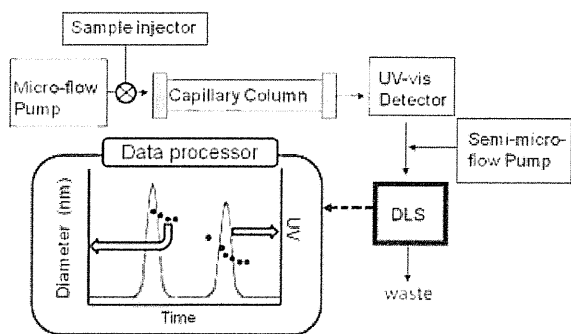 Sample injector
Micro-flow
Pump
Capillary Column
UV-vis
Detector
Semi-micro-
flow Pump
Data processor
DLS
Diameter (nm)
UV
Time
waste